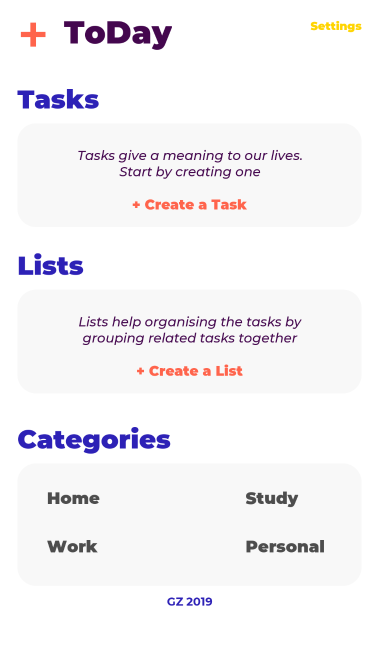 + ToDay
Settings
Tasks
Tasks give a meaning to our lives.
Start by creating one
+ Create a Task
Lists
Lists help organising the tasks by
grouping related tasks together
+ Create a List
Categories
Home
Study
Work
Personal
GZ 2019